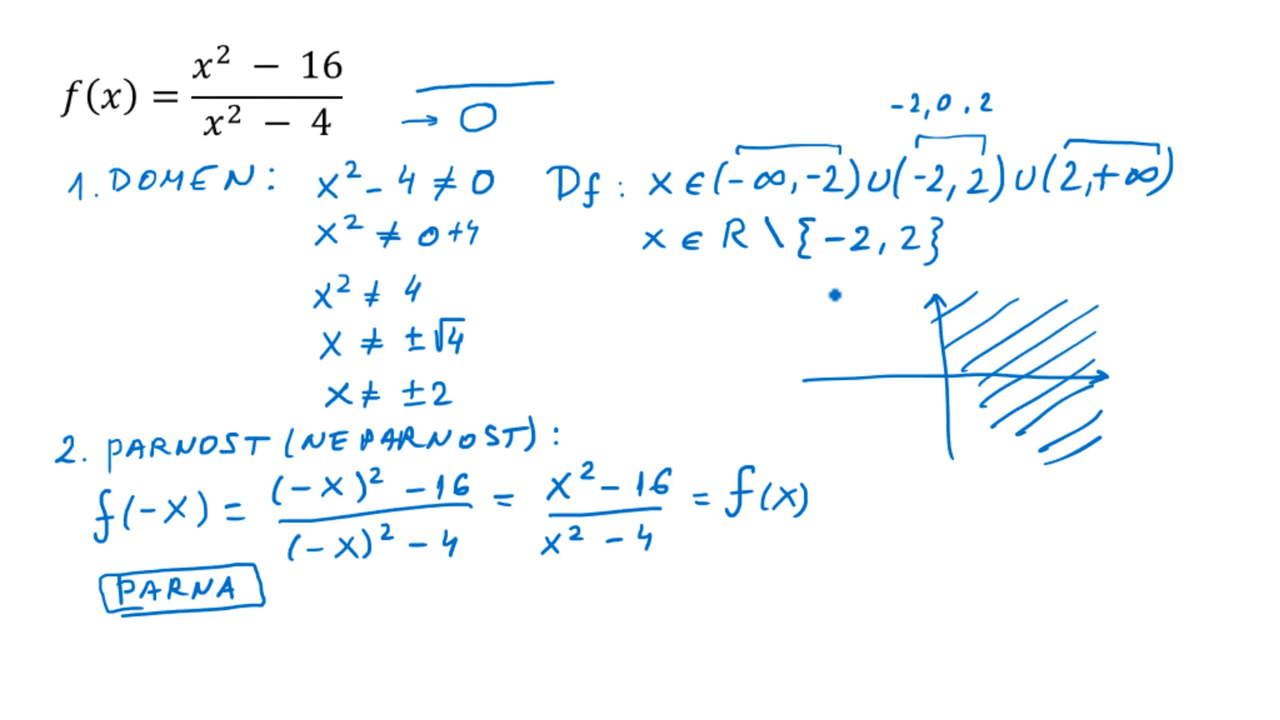 f(x) = (x² − 16)/(x² − 4) → 0
-2, 0, 2
1. DOMEN: x² - 4 ≠ 0 Df: x ∈ (-∞, -2) ∪ (-2, 2) ∪ (2, +∞)
x² ≠ 0+4 x ∈ R \ {-2, 2}
x² ≠ 4
x ≠ ±√4
x ≠ ±2
2. PARNOST (NEPARNOST):
f(-x) = ((-x)² - 16)/((-x)² - 4) = (x² - 16)/(x² - 4) = f(x)
PARNA